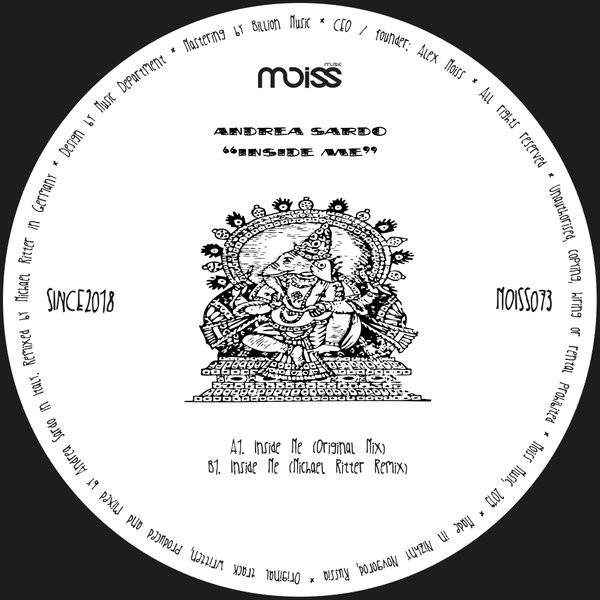 moiss
music
ANDREA SARDO
“INSIDE ME”
SINCE2018
MOISS073
A1. Inside Me (Original Mix)
B1. Inside Me (Michael Ritter Remix)
Original track written, produced and mixed by Andrea Sardo in Italy. Remixed by Michael Ritter in Germany * Design by Music Department * Mastering by Billion Music * CEO / founder: Alex Moiss * All rights reserved * Unauthorised copying, hiring or rental prohibited * Moiss Music, 2019 * Made in Nizhny Novgorod, Russia *